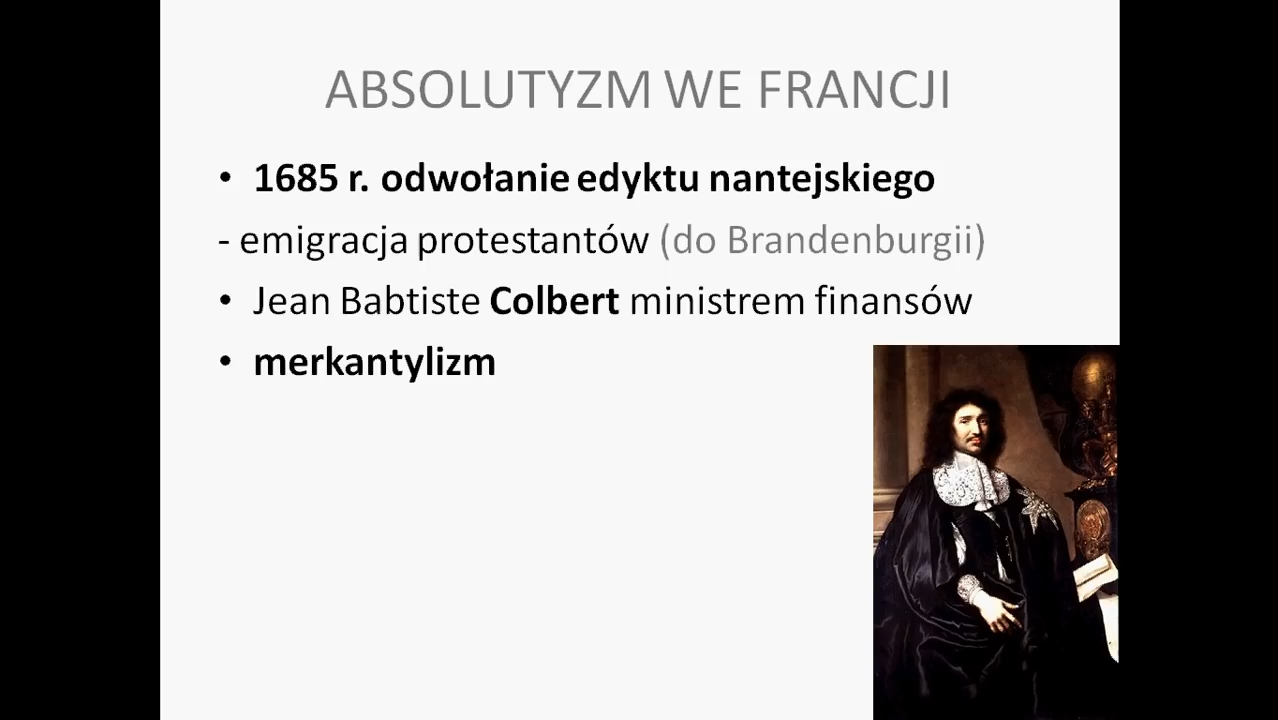 ABSOLUTYZM WE FRANCJI
• 1685 r. odwołanie edyktu nantejskiego
- emigracja protestantów (do Brandenburgii)
• Jean Babtiste Colbert ministrem finansów
• merkantylizm